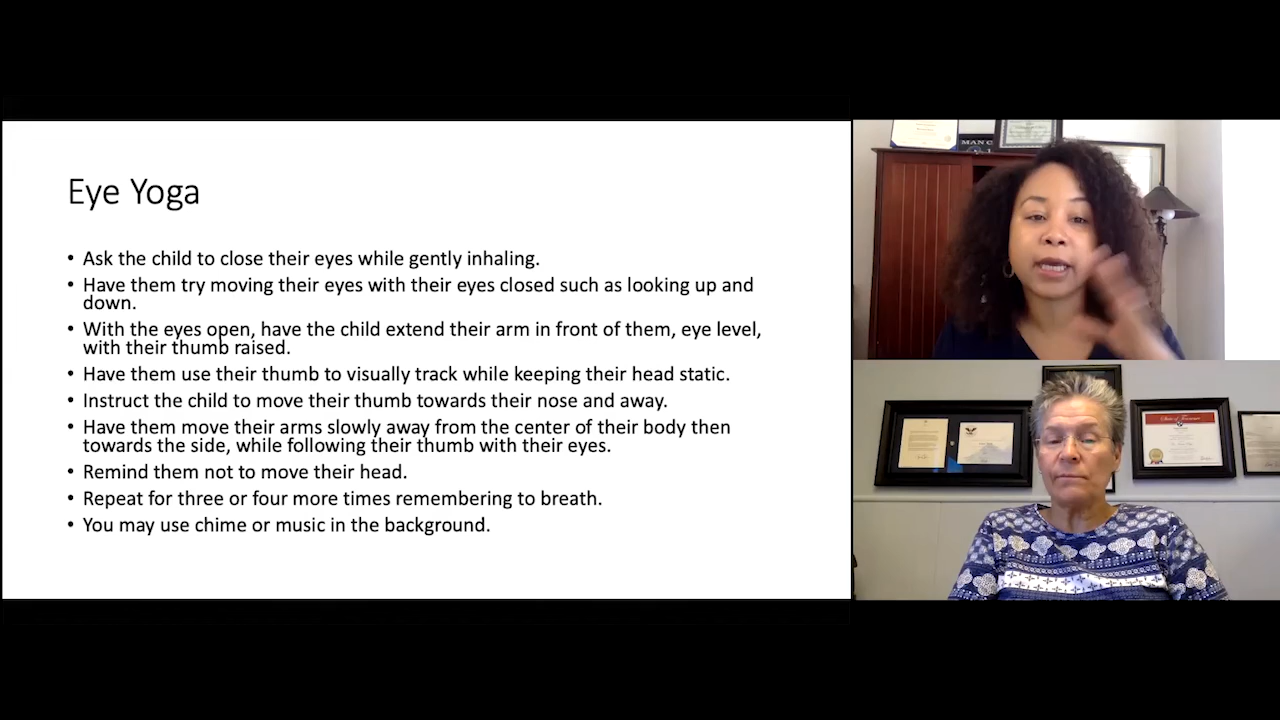 Eye Yoga
• Ask the child to close their eyes while gently inhaling.
• Have them try moving their eyes with their eyes closed such as looking up and
down.
• With the eyes open, have the child extend their arm in front of them, eye level,
with their thumb raised.
• Have them use their thumb to visually track while keeping their head static.
• Instruct the child to move their thumb towards their nose and away.
• Have them move their arms slowly away from the center of their body then
towards the side, while following their thumb with their eyes.
• Remind them not to move their head.
• Repeat for three or four more times remembering to breath.
• You may use chime or music in the background.
MAN C
State of Tennessee